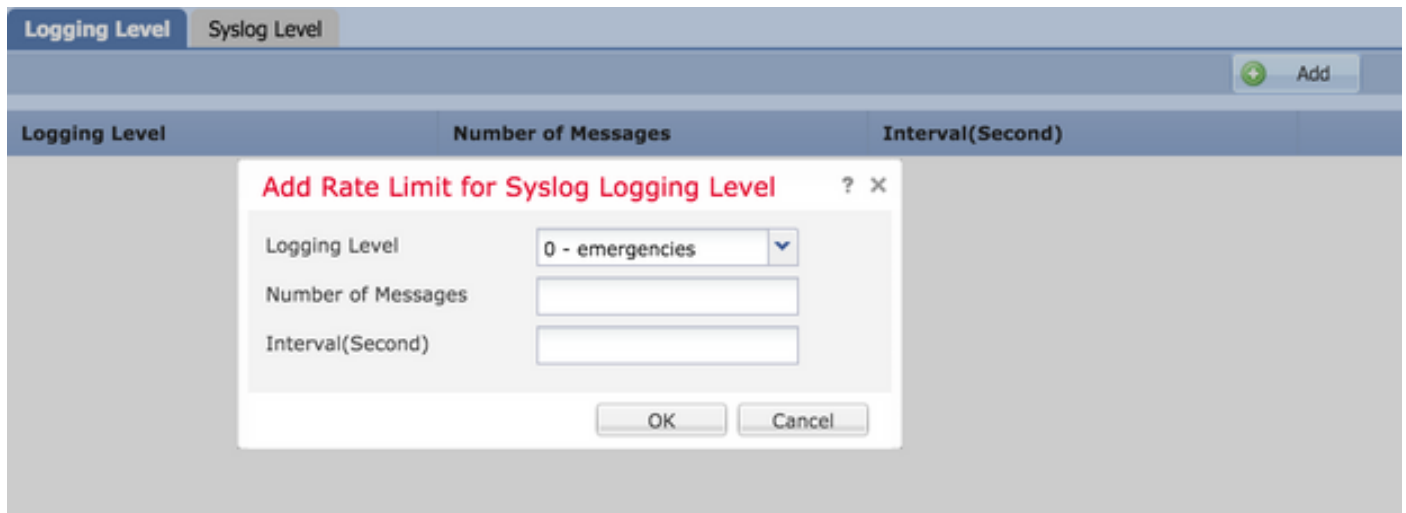 Logging Level Syslog Level
Add
Logging Level Number of Messages Interval(Second)
Add Rate Limit for Syslog Logging Level ? ×
Logging Level 0 - emergencies
Number of Messages
Interval(Second)
OK Cancel